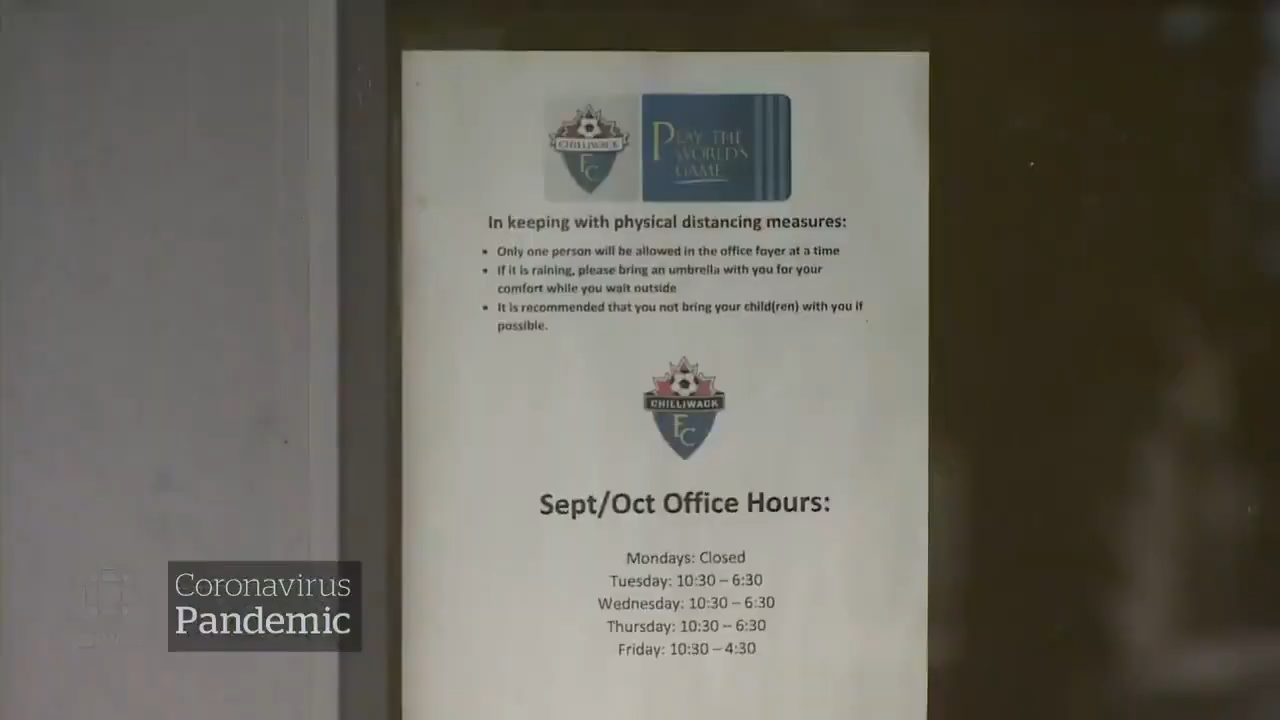 CHILLIWACK
FC
PLAY THE
WORLD'S
GAME
In keeping with physical distancing measures:
• Only one person will be allowed in the office foyer at a time
• If it is raining, please bring an umbrella with you for your
comfort while you wait outside
• It is recommended that you not bring your child(ren) with you if
possible.
CHILLIWACK
FC
Sept/Oct Office Hours:
Mondays: Closed
Tuesday: 10:30 – 6:30
Wednesday: 10:30 – 6:30
Thursday: 10:30 – 6:30
Friday: 10:30 – 4:30
Coronavirus
Pandemic